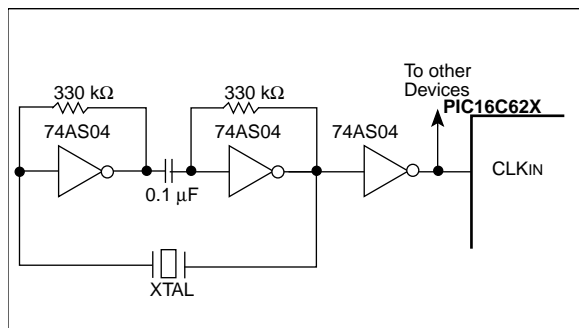 To other
Devices
PIC16C62X
330 kΩ
330 kΩ
74AS04
74AS04
74AS04
CLKIN
0.1 µF
XTAL